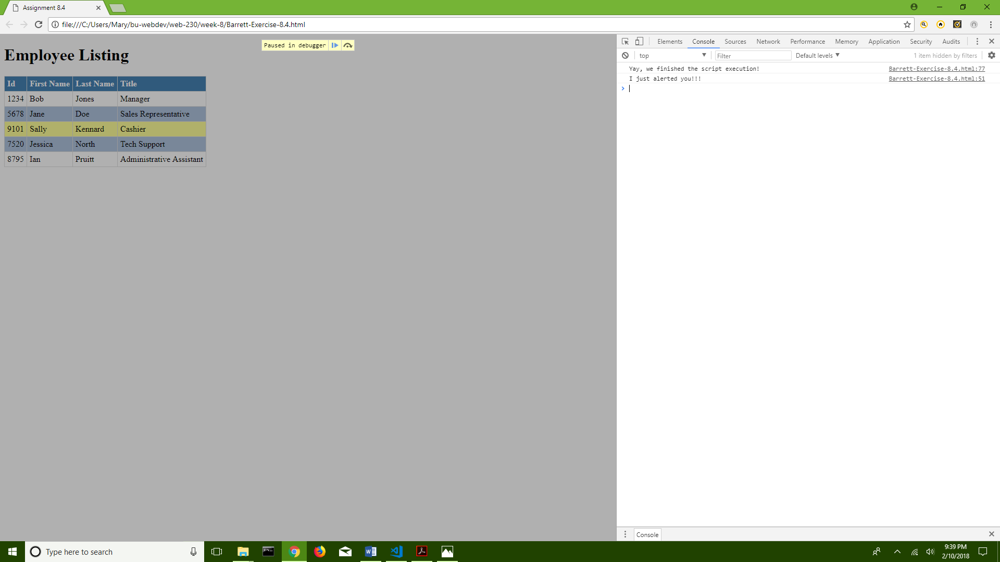 Assignment 8.4
file:///C:/Users/Mary/bu-webdev/web-230/week-8/Barrett-Exercise-8.4.html
Paused in debugger
Employee Listing
Id First Name Last Name Title
1234 Bob Jones Manager
5678 Jane Doe Sales Representative
9101 Sally Kennard Cashier
7520 Jessica North Tech Support
8795 Ian Pruitt Administrative Assistant
Elements Console Sources Network Performance Memory Application Security Audits
top Filter Default levels 1 item hidden by filters
Yay, we finished the script execution! Barrett-Exercise-8.4.html:77
I just alerted you!!! Barrett-Exercise-8.4.html:51
Console
Type here to search
9:39 PM
2/10/2018